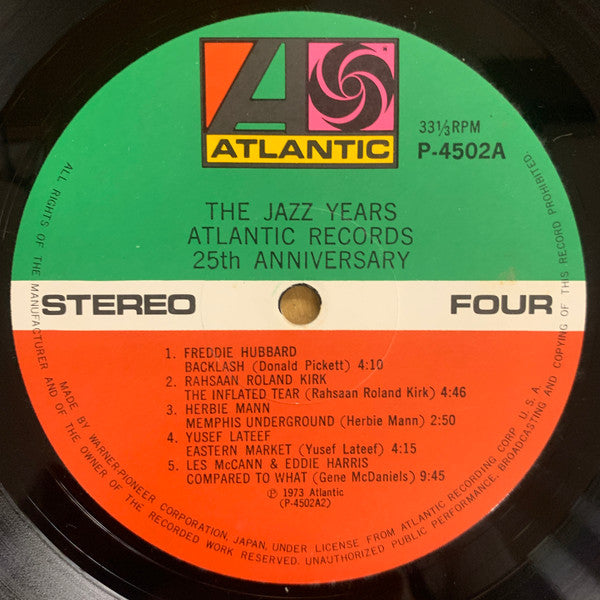 ATLANTIC
33⅓RPM
P-4502A
THE JAZZ YEARS
ATLANTIC RECORDS
25th ANNIVERSARY
STEREO
FOUR
1. FREDDIE HUBBARD
BACKLASH (Donald Pickett) 4:10
2. RAHSAAN ROLAND KIRK
THE INFLATED TEAR (Rahsaan Roland Kirk) 4:46
3. HERBIE MANN
MEMPHIS UNDERGROUND (Herbie Mann) 2:50
4. YUSEF LATEEF
EASTERN MARKET (Yusef Lateef) 4:15
5. LES McCANN & EDDIE HARRIS
COMPARED TO WHAT (Gene McDaniels) 9:45
℗ 1973 Atlantic
(P-4502A2)
MADE BY WARNER-PIONEER CORPORATION, JAPAN, UNDER LICENSE FROM ATLANTIC RECORDING CORP. U. S. A.
ALL RIGHTS OF THE MANUFACTURER AND OF THE OWNER OF THE RECORDED WORK RESERVED. UNAUTHORIZED PUBLIC PERFORMANCE, BROADCASTING AND COPYING OF THIS RECORD PROHIBITED.